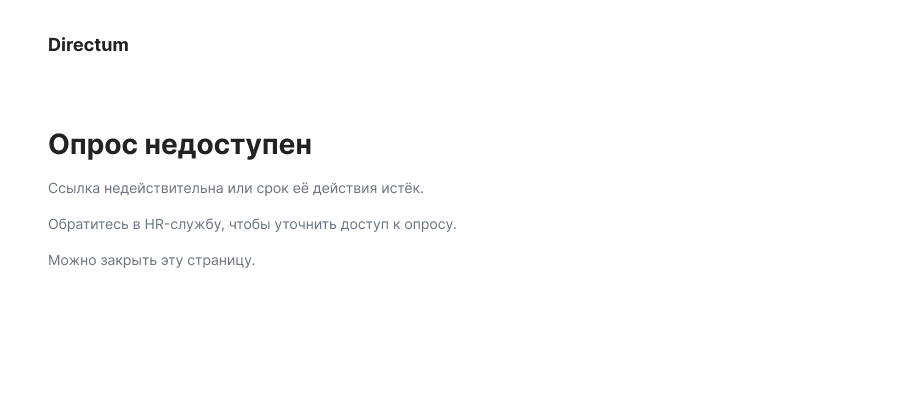 Directum
Опрос недоступен
Ссылка недействительна или срок её действия истёк.
Обратитесь в HR-службу, чтобы уточнить доступ к опросу.
Можно закрыть эту страницу.